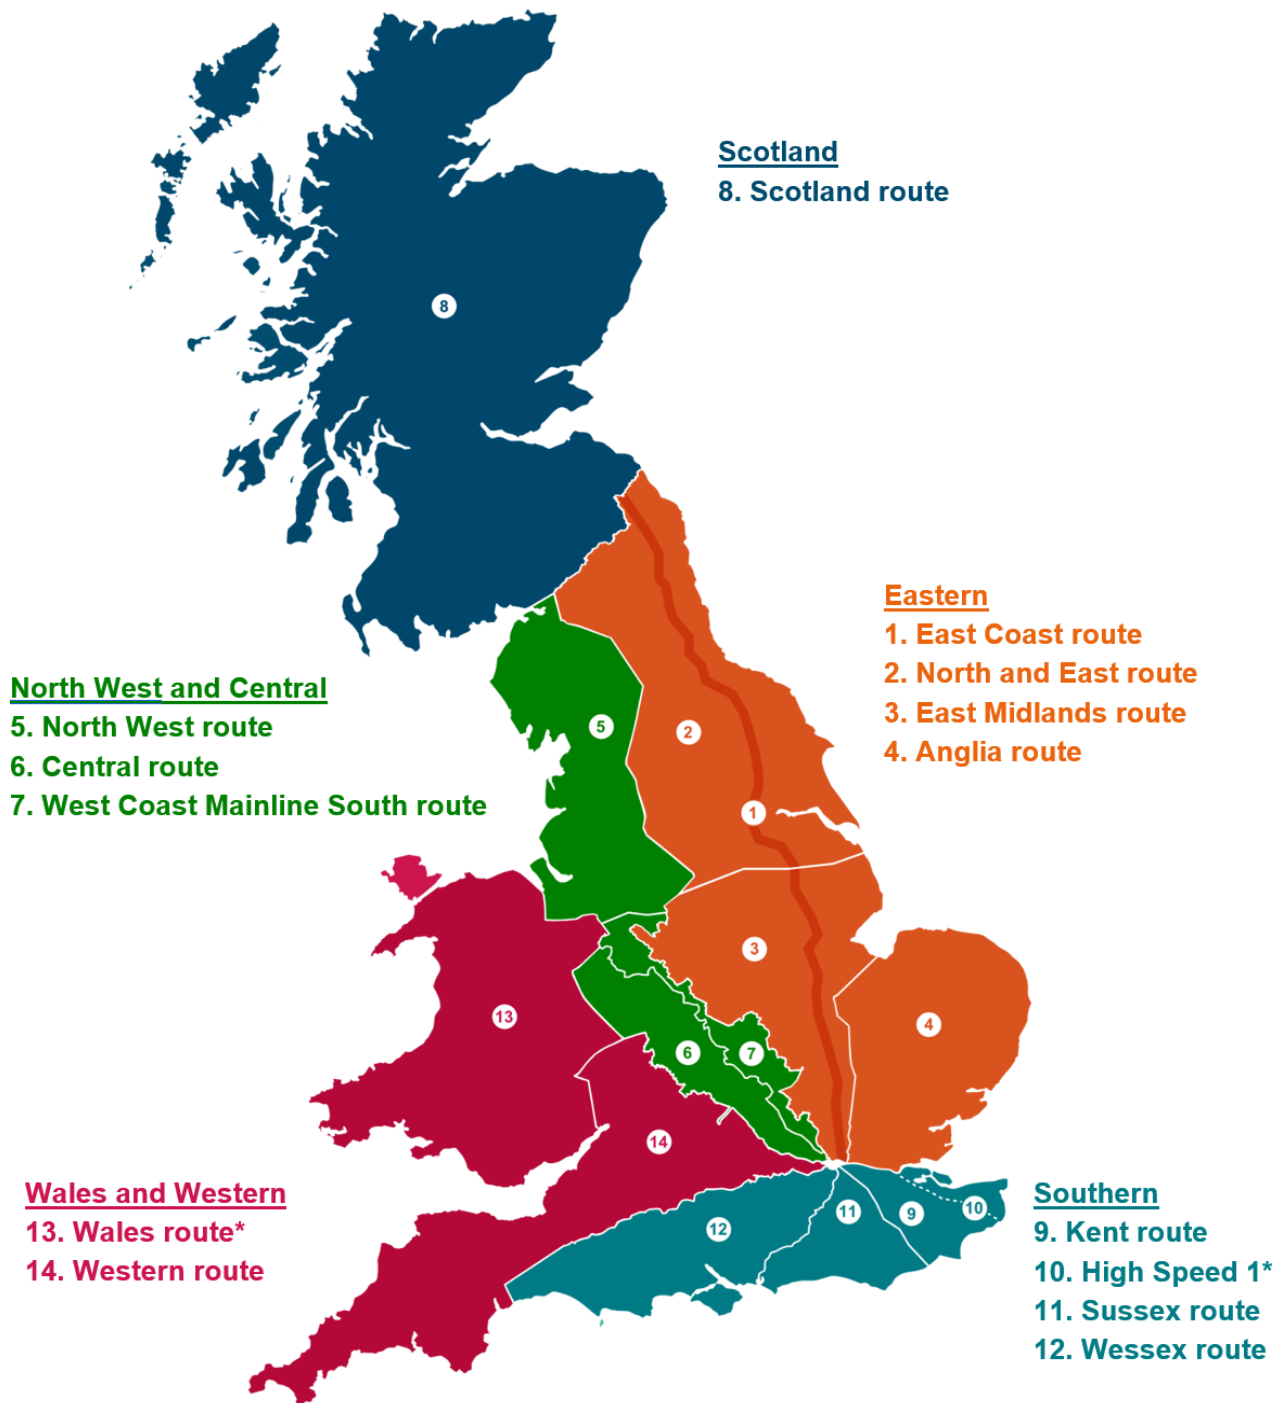 Scotland
8. Scotland route
8
Eastern
1. East Coast route
2. North and East route
3. East Midlands route
4. Anglia route
North West and Central
5. North West route
6. Central route
7. West Coast Mainline South route
5
2
1
3
13
4
6
7
14
Wales and Western
13. Wales route*
14. Western route
12
11
9
10
Southern
9. Kent route
10. High Speed 1*
11. Sussex route
12. Wessex route